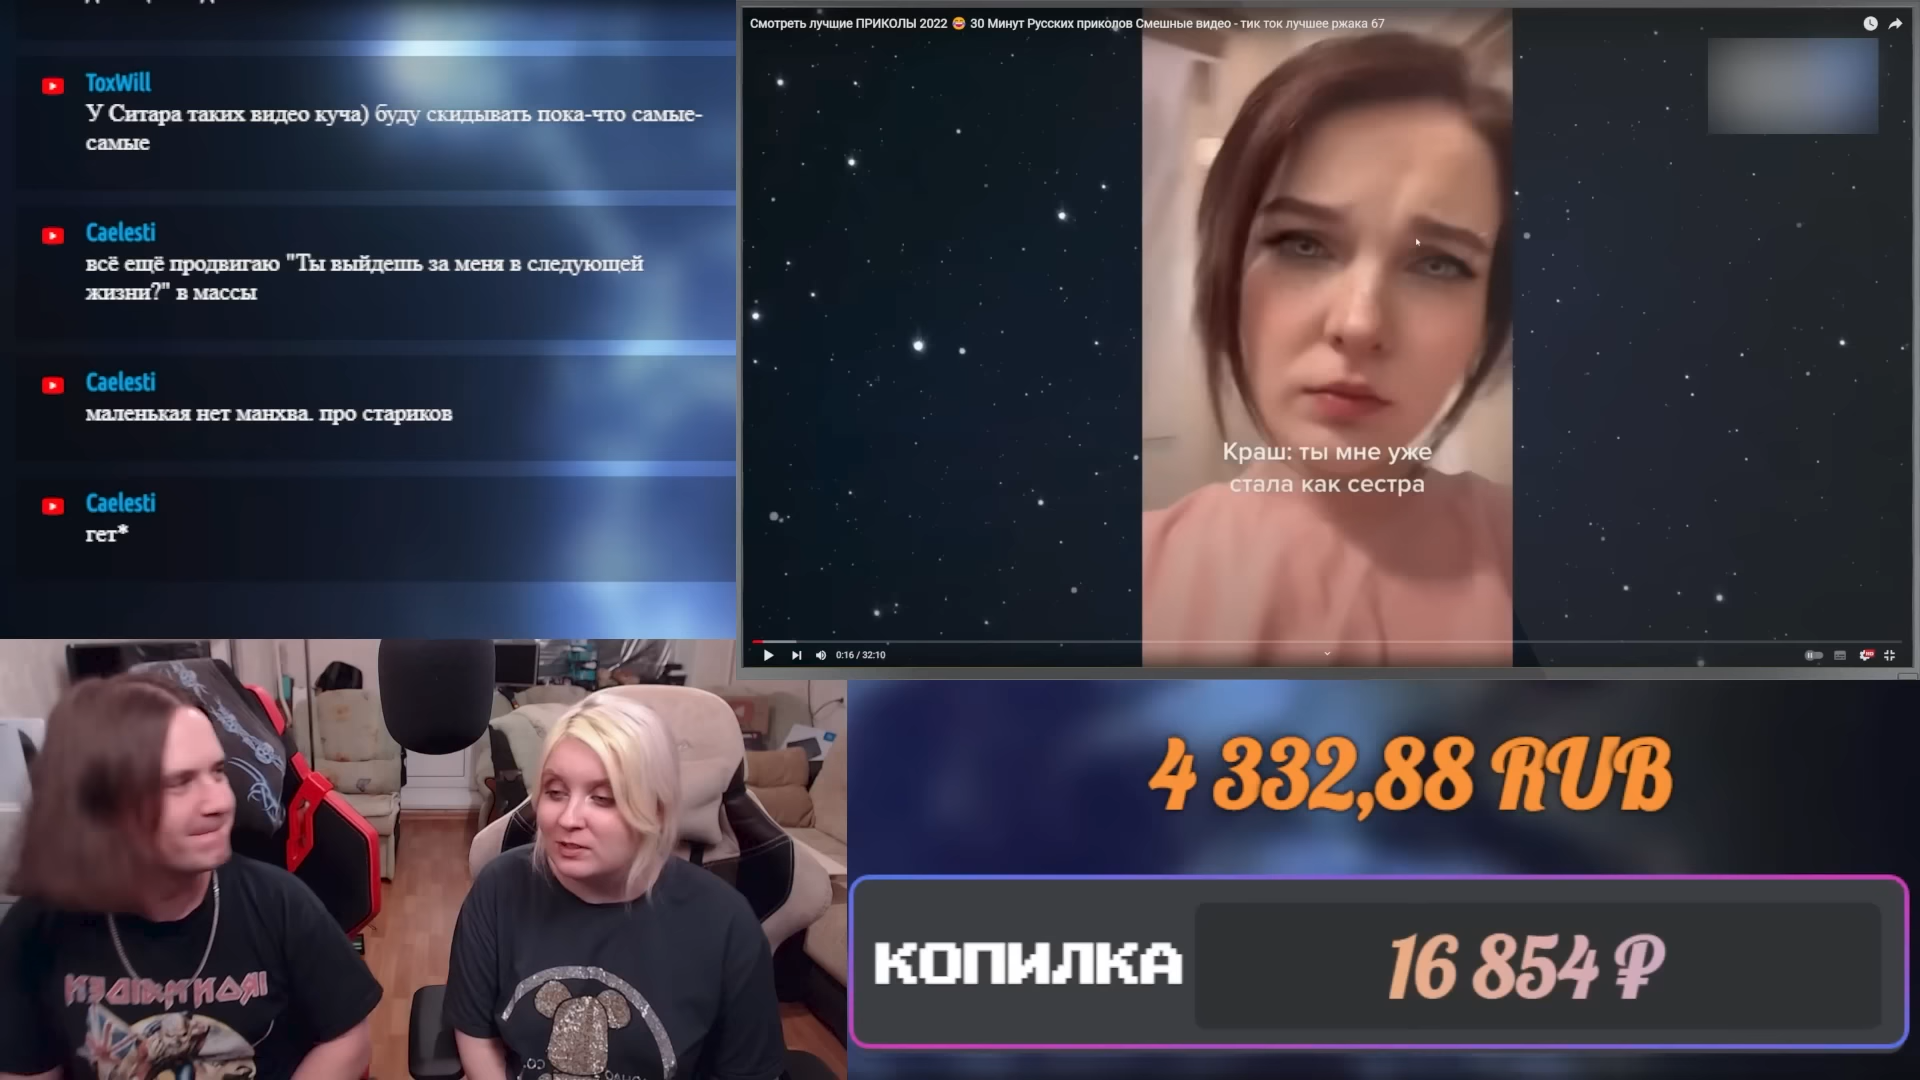 ToxWill
У Ситара таких видео куча) буду скидывать пока-что самые-
самые
Caelesti
всё ещё продвигаю "Ты выйдешь за меня в следующей
жизни?" в массы
Caelesti
маленькая нет манхва. про стариков
Caelesti
гет*
Смотреть лучшие ПРИКОЛЫ 2022 😄 30 Минут Русских приколов Смешные видео - тик ток лучшее ржака 67
Краш: ты мне уже
стала как сестра
0:16 / 32:10
4 332,88 RUB
КОПИЛКА
16 854 ₽